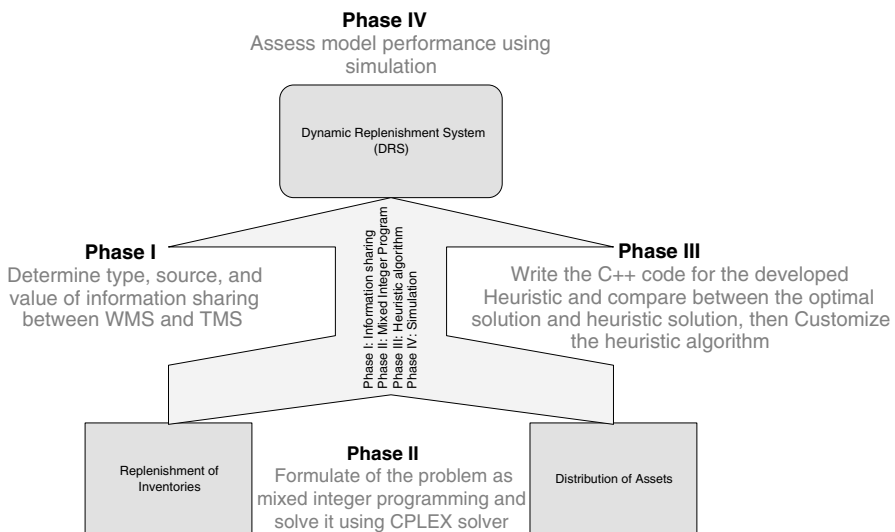 Phase IV
Assess model performance using
simulation
Dynamic Replenishment System
(DRS)
Phase I
Determine type, source, and
value of information sharing
between WMS and TMS
Phase I: Information sharing
Phase II: Mixed Integer Program
Phase III: Heuristic algorithm
Phase IV: Simulation
Phase III
Write the C++ code for the developed
Heuristic and compare between the optimal
solution and heuristic solution, then Customize
the heuristic algorithm
Replenishment of
Inventories
Phase II
Formulate of the problem as
mixed integer programming and
solve it using CPLEX solver
Distribution of Assets